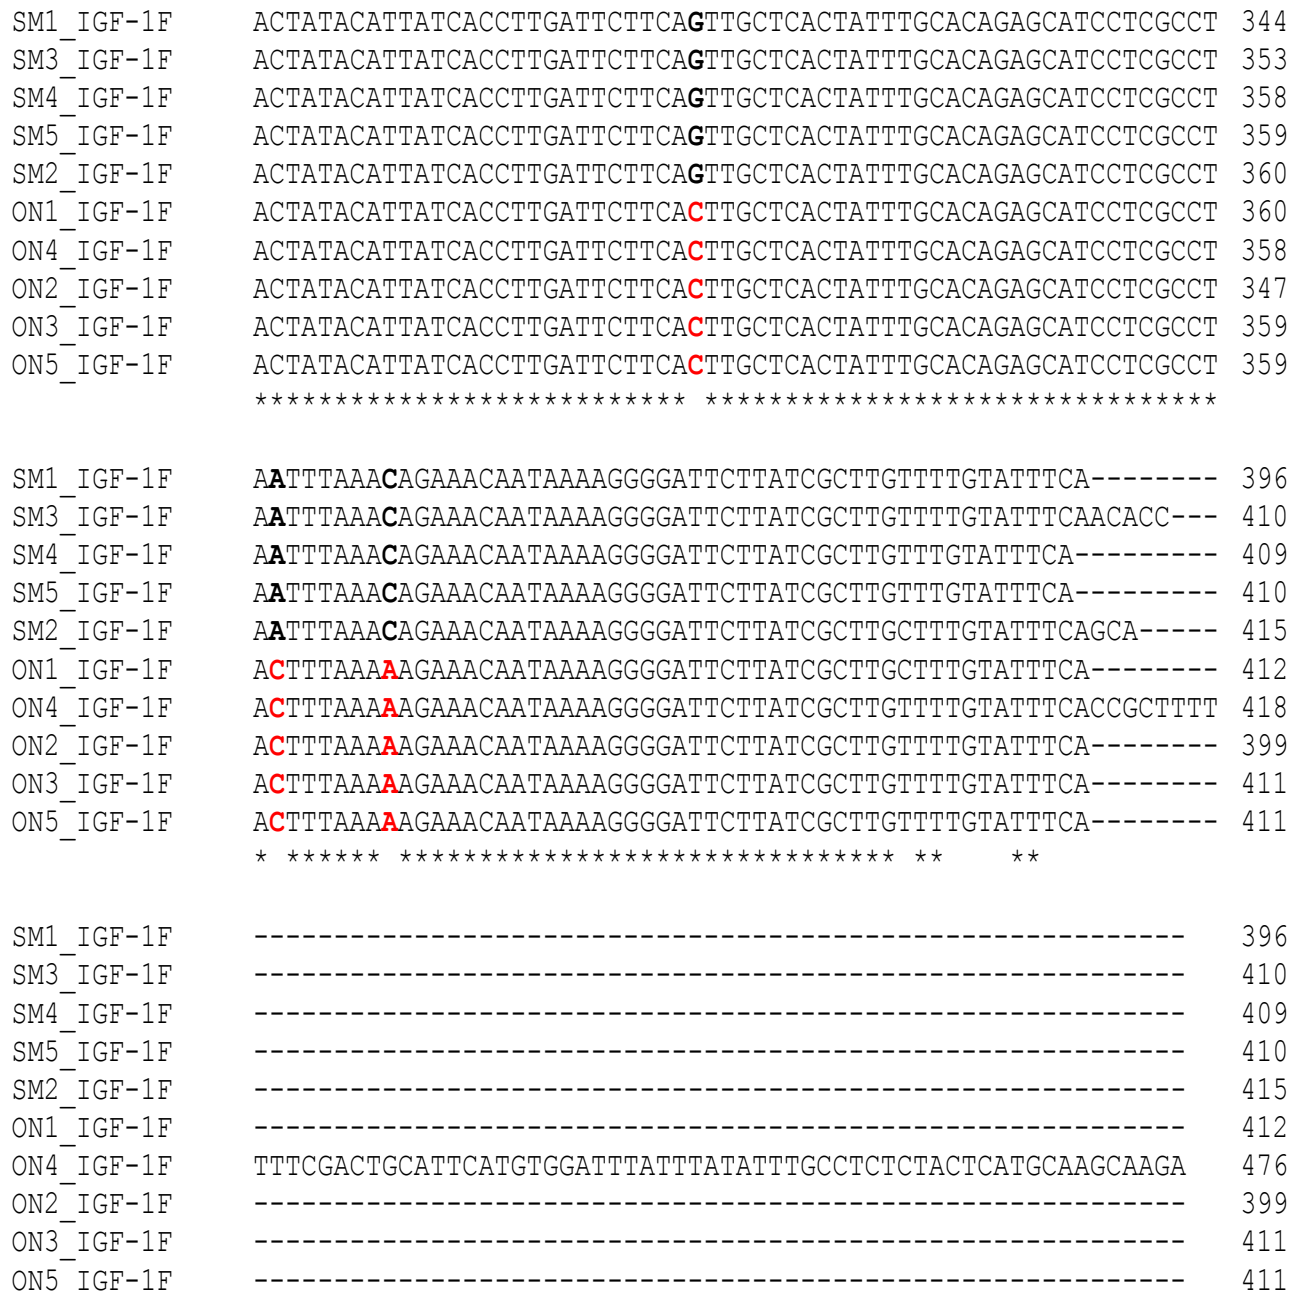 SM1_IGF-1F ACTATACATTATCACCTTGATTCTTCAGTTGCTCACTATTTGCACAGAGCATCCTCGCCT 344
SM3_IGF-1F ACTATACATTATCACCTTGATTCTTCAGTTGCTCACTATTTGCACAGAGCATCCTCGCCT 353
SM4_IGF-1F ACTATACATTATCACCTTGATTCTTCAGTTGCTCACTATTTGCACAGAGCATCCTCGCCT 358
SM5_IGF-1F ACTATACATTATCACCTTGATTCTTCAGTTGCTCACTATTTGCACAGAGCATCCTCGCCT 359
SM2_IGF-1F ACTATACATTATCACCTTGATTCTTCAGTTGCTCACTATTTGCACAGAGCATCCTCGCCT 360
ON1_IGF-1F ACTATACATTATCACCTTGATTCTTCACTTGCTCACTATTTGCACAGAGCATCCTCGCCT 360
ON4_IGF-1F ACTATACATTATCACCTTGATTCTTCACTTGCTCACTATTTGCACAGAGCATCCTCGCCT 358
ON2_IGF-1F ACTATACATTATCACCTTGATTCTTCACTTGCTCACTATTTGCACAGAGCATCCTCGCCT 347
ON3_IGF-1F ACTATACATTATCACCTTGATTCTTCACTTGCTCACTATTTGCACAGAGCATCCTCGCCT 359
ON5_IGF-1F ACTATACATTATCACCTTGATTCTTCACTTGCTCACTATTTGCACAGAGCATCCTCGCCT 359
*************************** ********************************
SM1_IGF-1F AATTTAAACAGAAACAATAAAAGGGGATTCTTATCGCTTGTTTTGTATTTCA-------- 396
SM3_IGF-1F AATTTAAACAGAAACAATAAAAGGGGATTCTTATCGCTTGTTTTGTATTTCAACACC--- 410
SM4_IGF-1F AATTTAAACAGAAACAATAAAAGGGGATTCTTATCGCTTGTTTGTATTTCA--------- 409
SM5_IGF-1F AATTTAAACAGAAACAATAAAAGGGGATTCTTATCGCTTGTTTGTATTTCA--------- 410
SM2_IGF-1F AATTTAAACAGAAACAATAAAAGGGGATTCTTATCGCTTGCTTTGTATTTCAGCA----- 415
ON1_IGF-1F ACTTTAAAAAGAAACAATAAAAGGGGATTCTTATCGCTTGCTTTGTATTTCA-------- 412
ON4_IGF-1F ACTTTAAAAAGAAACAATAAAAGGGGATTCTTATCGCTTGTTTTGTATTTCACCGCTTTT 418
ON2_IGF-1F ACTTTAAAAAGAAACAATAAAAGGGGATTCTTATCGCTTGTTTTGTATTTCA-------- 399
ON3_IGF-1F ACTTTAAAAAGAAACAATAAAAGGGGATTCTTATCGCTTGTTTTGTATTTCA-------- 411
ON5_IGF-1F ACTTTAAAAAGAAACAATAAAAGGGGATTCTTATCGCTTGTTTTGTATTTCA-------- 411
* ****** ******************************* **    **
SM1_IGF-1F ---------------------------------------------------------- 396
SM3_IGF-1F ---------------------------------------------------------- 410
SM4_IGF-1F ---------------------------------------------------------- 409
SM5_IGF-1F ---------------------------------------------------------- 410
SM2_IGF-1F ---------------------------------------------------------- 415
ON1_IGF-1F ---------------------------------------------------------- 412
ON4_IGF-1F TTTCGACTGCATTCATGTGGATTTATTTATATTTGCCTCTCTACTCATGCAAGCAAGA 476
ON2_IGF-1F ---------------------------------------------------------- 399
ON3_IGF-1F ---------------------------------------------------------- 411
ON5_IGF-1F ---------------------------------------------------------- 411